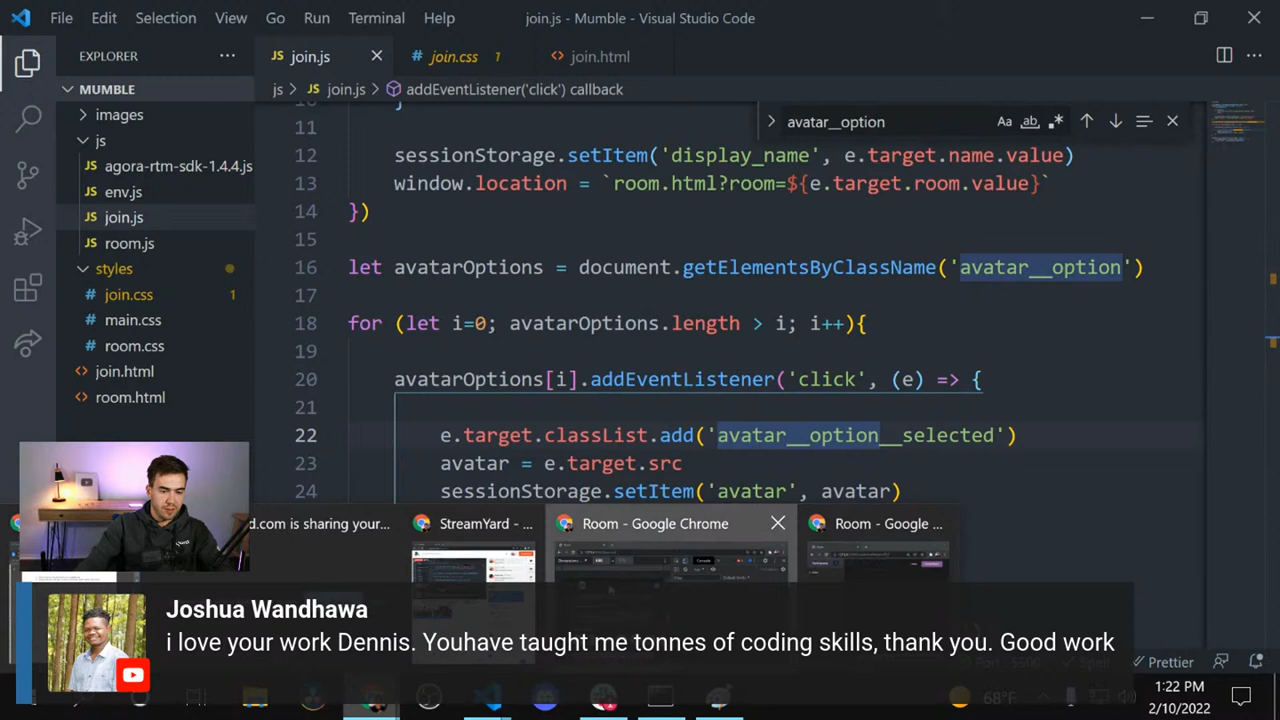 File Edit Selection View Go Run Terminal Help join.js - Mumble - Visual Studio Code
EXPLORER
JS join.js
# join.css 1
<> join.html
MUMBLE
js > JS join.js > addEventListener('click') callback
images
js
JS agora-rtm-sdk-1.4.4.js
JS env.js
JS join.js
JS room.js
styles
# join.css 1
# main.css
# room.css
<> join.html
<> room.html
avatar__option
Aa ab
11
12 sessionStorage.setItem('display_name', e.target.name.value)
13 window.location = `room.html?room=${e.target.room.value}`
14 })
15
16 let avatarOptions = document.getElementsByClassName('avatar__option')
17
18 for (let i=0; avatarOptions.length > i; i++){
19
20 avatarOptions[i].addEventListener('click', (e) => {
21
22 e.target.classList.add('avatar__option__selected')
23 avatar = e.target.src
24 sessionStorage.setItem('avatar', avatar)
d.com is sharing your...
StreamYard - ...
Room - Google Chrome
Room - Google ...
Joshua Wandhawa
i love your work Dennis. Youhave taught me tonnes of coding skills, thank you. Good work
Prettier
68°F
1:22 PM
2/10/2022